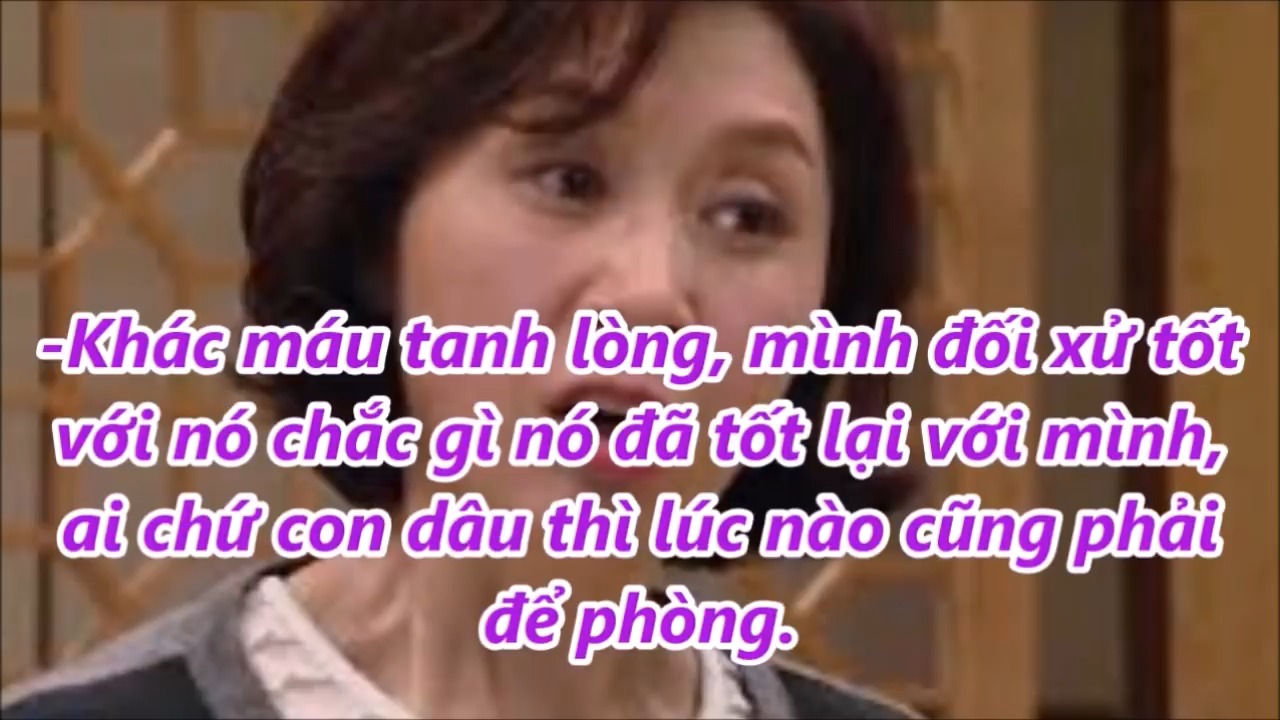 -Khác máu tanh lòng, mình đối xử tốt
với nó chắc gì nó đã tốt lại với mình,
ai chứ con dâu thì lúc nào cũng phải
để phòng.